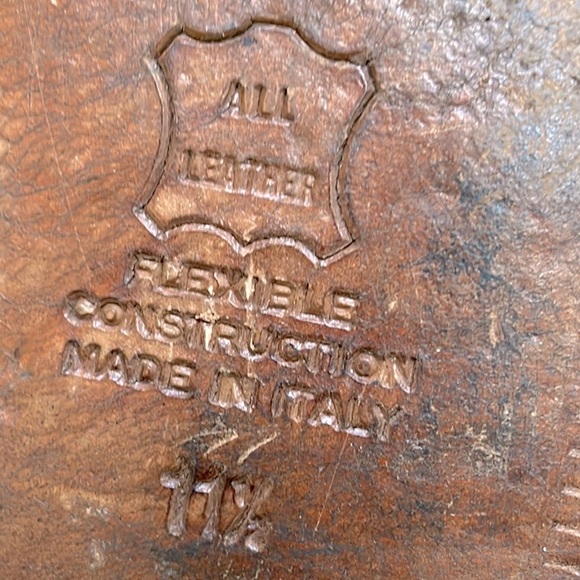 ALL
LEATHER
FLEXIBLE
CONSTRUCTION
MADE IN ITALY
11½